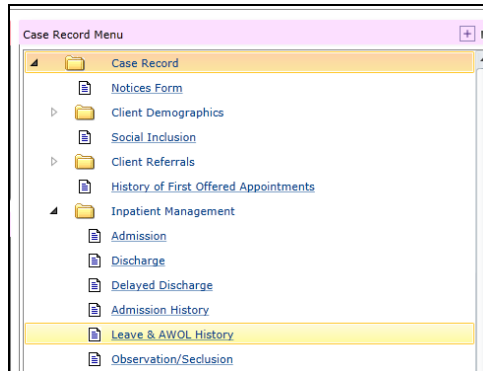 Case Record Menu
Case Record
Notices Form
Client Demographics
Social Inclusion
Client Referrals
History of First Offered Appointments
Inpatient Management
Admission
Discharge
Delayed Discharge
Admission History
Leave & AWOL History
Observation/Seclusion